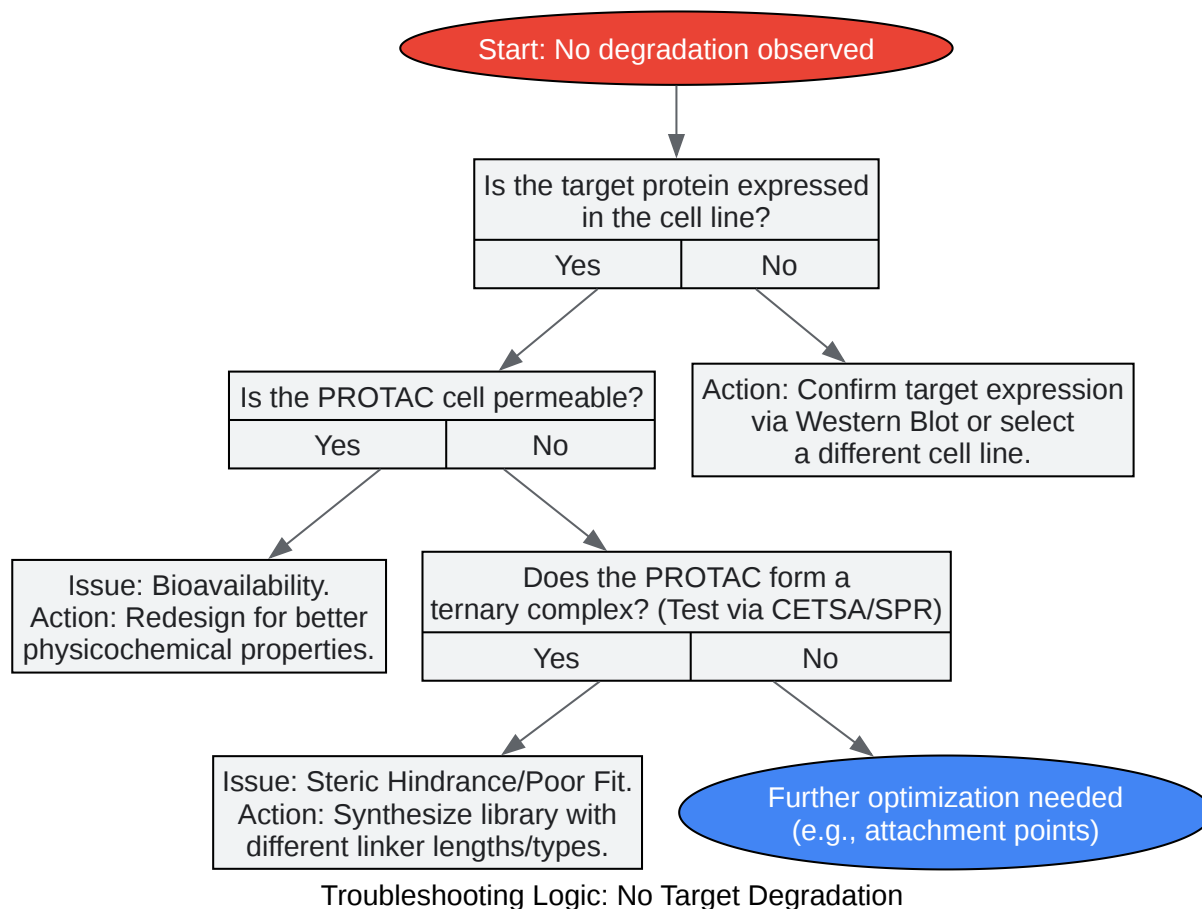 Start: No degradation observed
Is the target protein expressed
in the cell line?
Yes
No
Is the PROTAC cell permeable?
Yes
No
Action: Confirm target expression
via Western Blot or select
a different cell line.
Issue: Bioavailability.
Action: Redesign for better
physicochemical properties.
Does the PROTAC form a
ternary complex? (Test via CETSA/SPR)
Yes
No
Issue: Steric Hindrance/Poor Fit.
Action: Synthesize library with
different linker lengths/types.
Further optimization needed
(e.g., attachment points)
Troubleshooting Logic: No Target Degradation